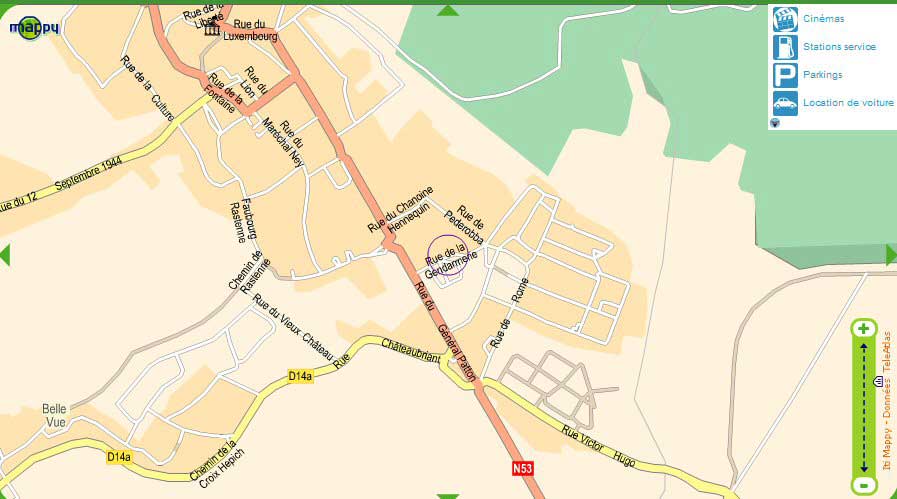 mappy
Rue de la
Liberté
Rue du
Luxembourg
Cinémas
Stations service
Parkings
Location de voiture
Rue de la Culture
Rue de la
Fontaine
Rue du
Lion
Rue du
Maréchal Ney
ue du 12 Septembre 1944
Faubourg
Rastenne
Rue du Chanoine
Hennequin
Rue de
Pederobba
Rue de la
Gendarmerie
Chemin de
Rastenne
Rue du Vieux Château
Rue du Général Patton
Rue de Rome
Rue Châteaubriant
D14a
Belle
Vue
D14a
Chemin de la
Croix Hepich
Rue Victor Hugo
N53
Iti Mappy - Données TeleAtlas